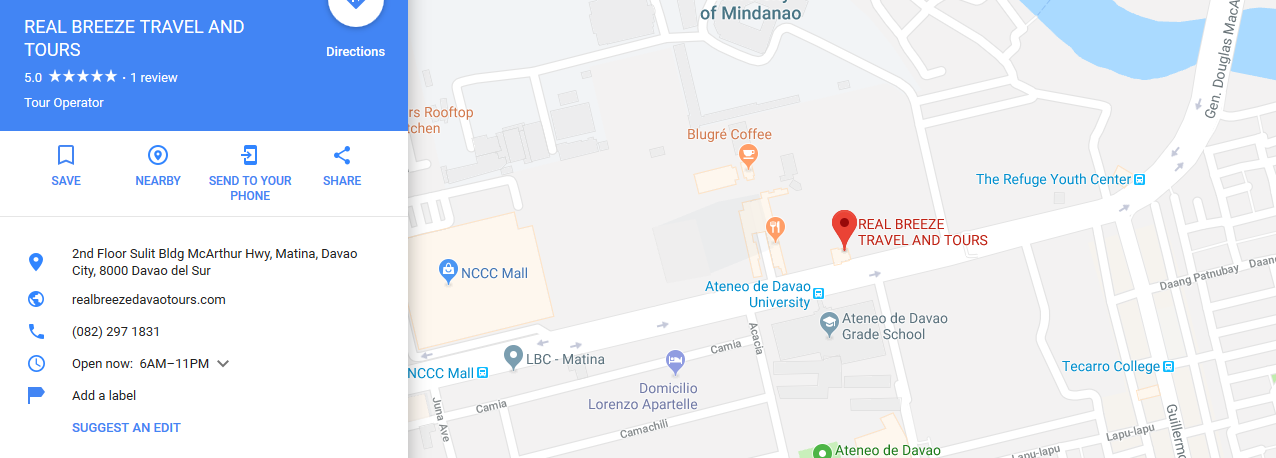 REAL BREEZE TRAVEL AND
TOURS
Directions
5.0 ★★★★★ · 1 review
Tour Operator
SAVE
NEARBY
SEND TO YOUR
PHONE
SHARE
2nd Floor Sulit Bldg McArthur Hwy, Matina, Davao
City, 8000 Davao del Sur
realbreezedavaotours.com
(082) 297 1831
Open now: 6AM–11PM
Add a label
SUGGEST AN EDIT
of Mindanao
rs Rooftop
tchen
Blugré Coffee
Gen. Douglas MacA
The Refuge Youth Center
REAL BREEZE
TRAVEL AND TOURS
NCCC Mall
Daang Patnubay
Daang
Ateneo de Davao
University
Ateneo de Davao
Grade School
Acacia
Camia
LBC - Matina
NCCC Mall
Domicilio
Lorenzo Apartelle
Tecarro College
Juna Ave
Camia
Camachili
Guillermo
Lapu-lapu
Lapu-lapu
Ateneo de Davao